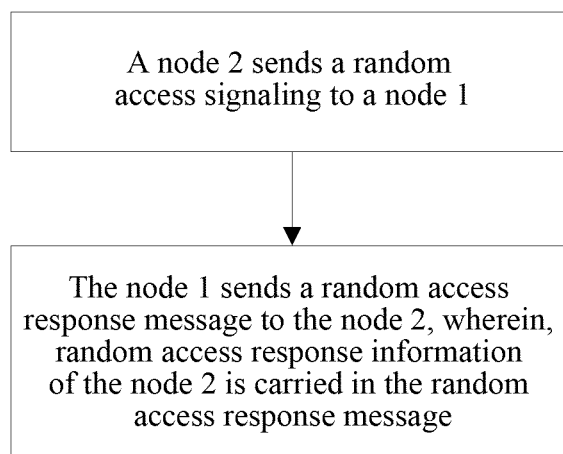 A node 2 sends a random
access signaling to a node 1
The node 1 sends a random access
response message to the node 2, wherein,
random access response information
of the node 2 is carried in the random
access response message